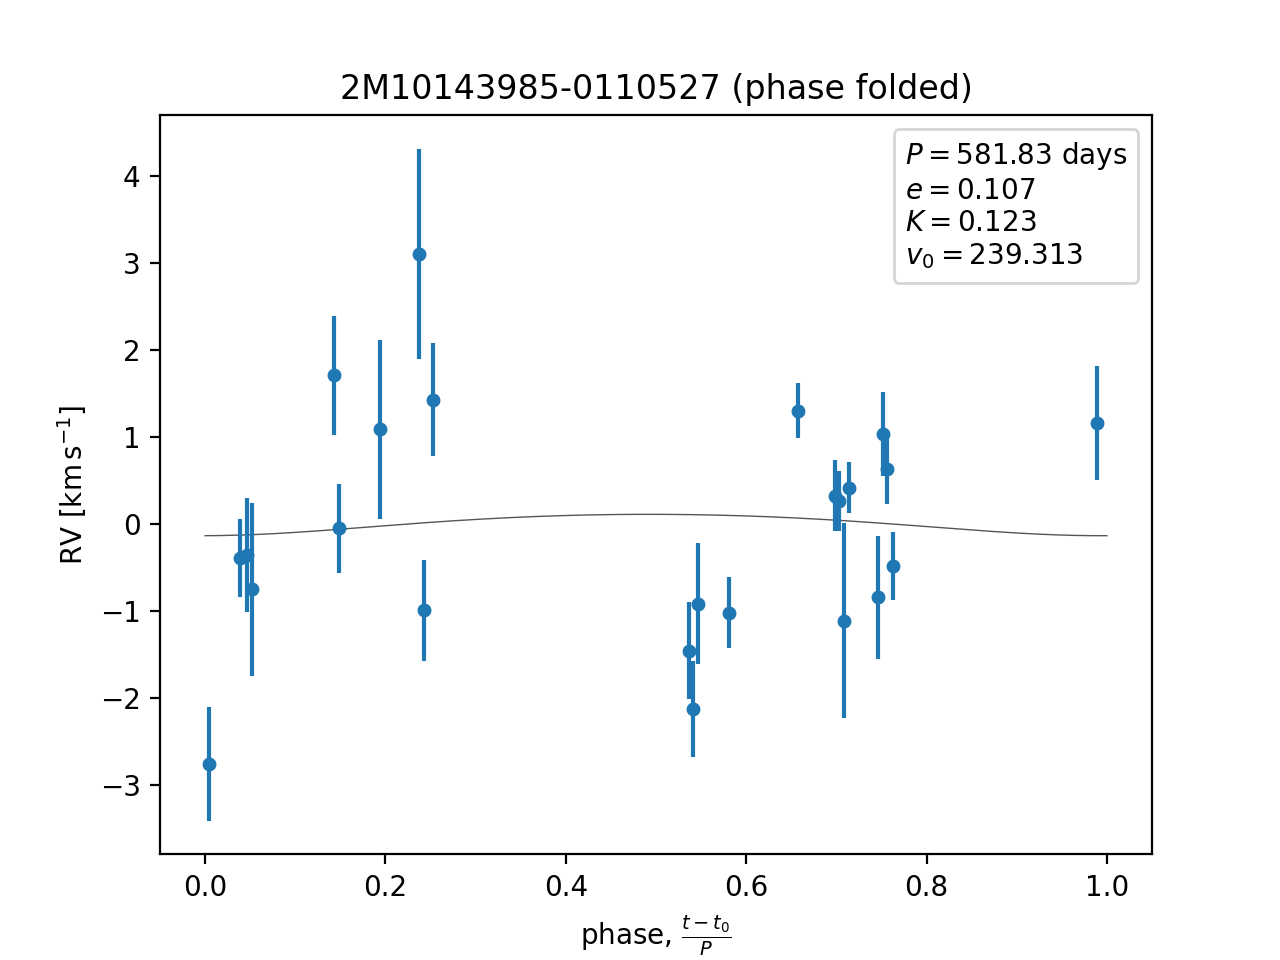 2M10143985-0110527 (phase folded)
P = 581.83 days
e = 0.107
K = 0.123
v₀ = 239.313
RV [km s⁻¹]
4
3
2
1
0
−1
−2
−3
0.0 0.2 0.4 0.6 0.8 1.0
phase, (t − t₀)/P